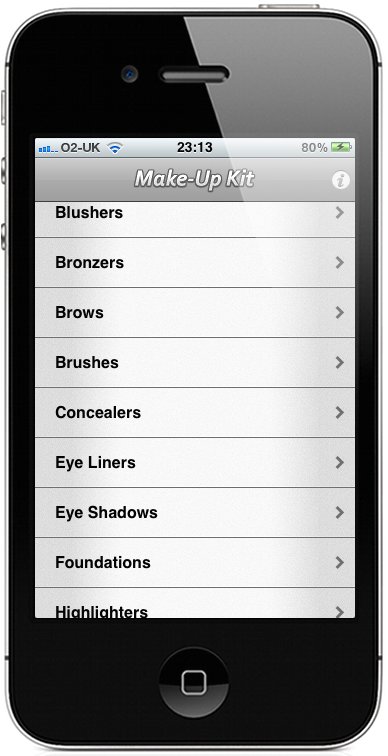 O2-UK 23:13 80%
Make-Up Kit
Blushers
Bronzers
Brows
Brushes
Concealers
Eye Liners
Eye Shadows
Foundations
Highlighters